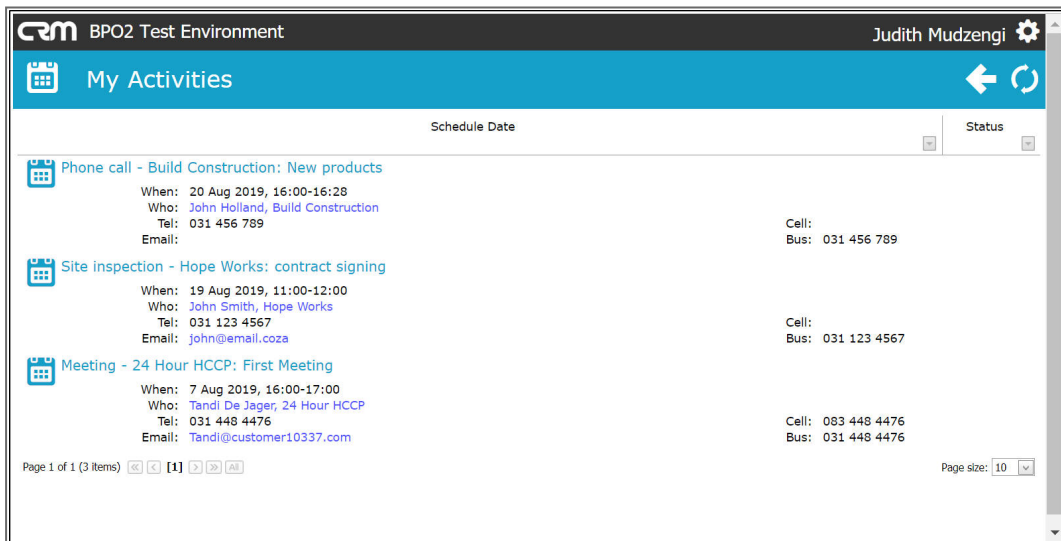 CRM BPO2 Test Environment Judith Mudzengi
My Activities
Schedule Date Status
Phone call - Build Construction: New products
When: 20 Aug 2019, 16:00-16:28
Who: John Holland, Build Construction
Tel: 031 456 789 Cell:
Email: Bus: 031 456 789
Site inspection - Hope Works: contract signing
When: 19 Aug 2019, 11:00-12:00
Who: John Smith, Hope Works
Tel: 031 123 4567 Cell:
Email: john@email.coza Bus: 031 123 4567
Meeting - 24 Hour HCCP: First Meeting
When: 7 Aug 2019, 16:00-17:00
Who: Tandi De Jager, 24 Hour HCCP
Tel: 031 448 4476 Cell: 083 448 4476
Email: Tandi@customer10337.com Bus: 031 448 4476
Page 1 of 1 (3 items) [1] All Page size: 10